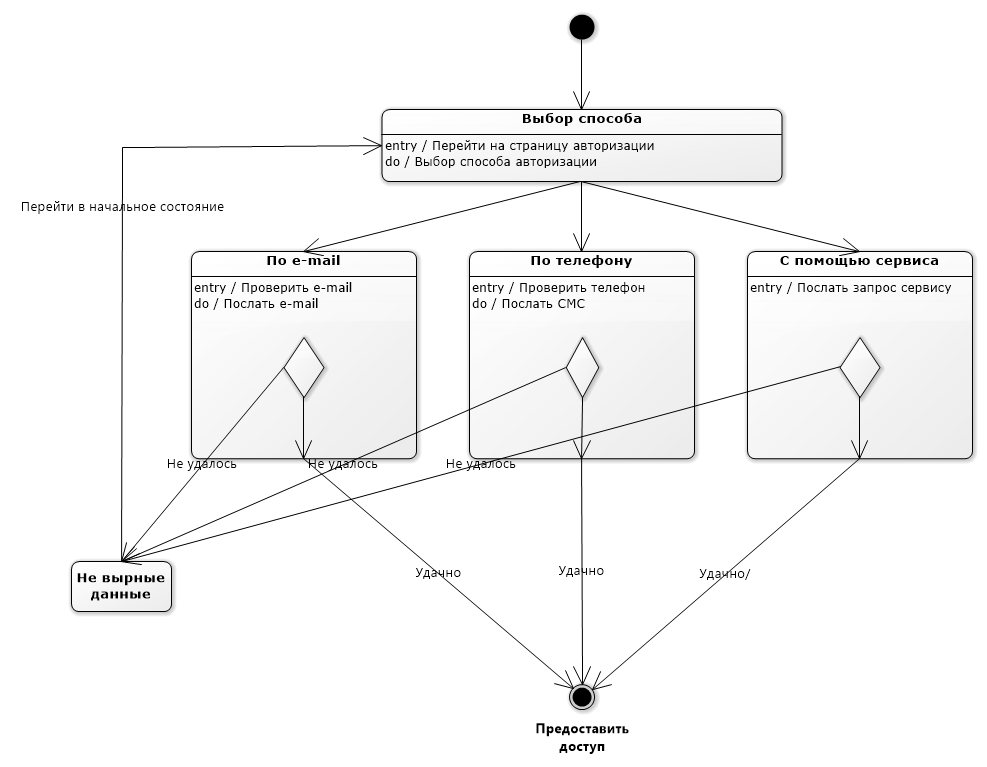 Выбор способа
entry / Перейти на страницу авторизации
do / Выбор способа авторизации
Перейти в начальное состояние
По e-mail
entry / Проверить e-mail
do / Послать e-mail
По телефону
entry / Проверить телефон
do / Послать СМС
С помощью сервиса
entry / Послать запрос сервису
Не удалось
Не удалось
Не удалось
Не вырные
данные
Удачно
Удачно
Удачно/
Предоставить
доступ